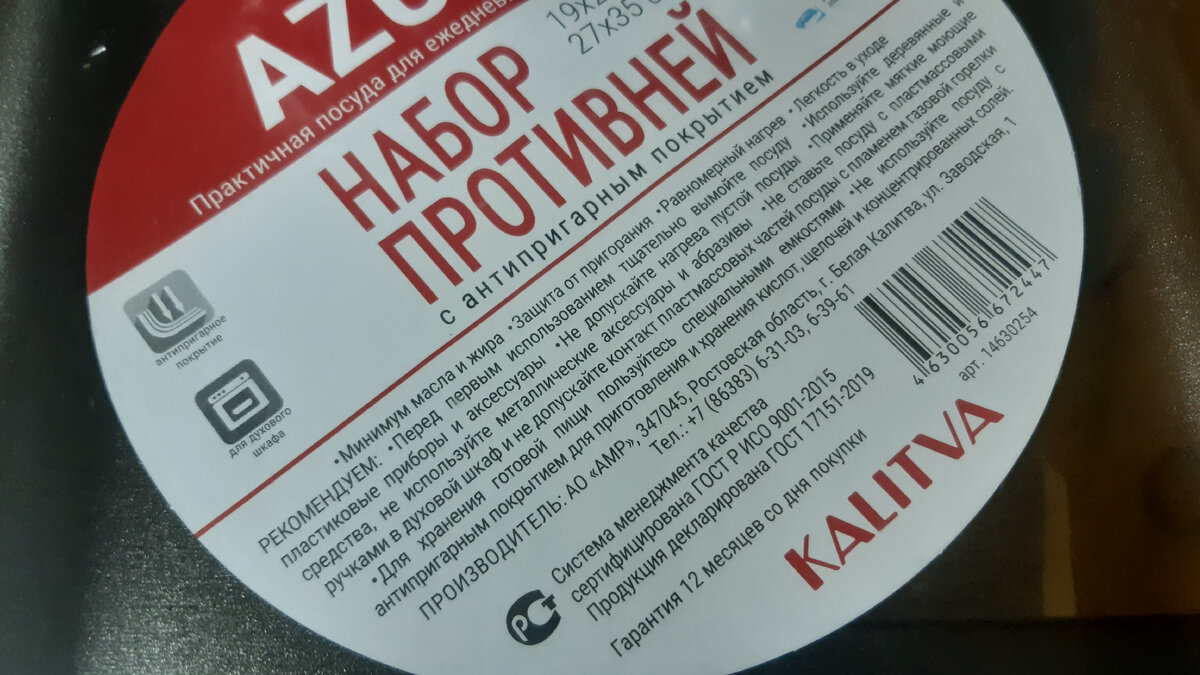 Практичная посуда для
19х2
27х35
НАБОР
ПРОТИВНЕЙ
с антипригарным покрытием
антипригарное
покрытие
для духового
шкафа
•Минимум масла и жира •Защита от пригорания •Равномерный нагрев •Легкость в уходе
РЕКОМЕНДУЕМ: •Перед первым использованием тщательно вымойте посуду •Используйте деревянные и
пластиковые приборы и аксессуары •Не допускайте нагрева пустой посуды •Применяйте мягкие моющие
средства, не используйте металлические аксессуары и абразивы •Не ставьте посуду с пластмассовыми
ручками в духовой шкаф и не допускайте контакт пластмассовых частей посуды с пламенем газовой горелки
•Для хранения готовой пищи пользуйтесь специальными емкостями •Не используйте посуду с
антипригарным покрытием для приготовления и хранения кислот, щелочей и концентрированных солей.
ПРОИЗВОДИТЕЛЬ: АО «АМР», 347045, Ростовская область, г. Белая Калитва, ул. Заводская, 1
Тел.: +7 (86383) 6-31-03, 6-39-61
Система менеджмента качества
сертифицирована ГОСТ Р ИСО 9001-2015
Продукция декларирована ГОСТ 17151-2019
Гарантия 12 месяцев со дня покупки
4630056672447
арт. 14630254
KALITVA